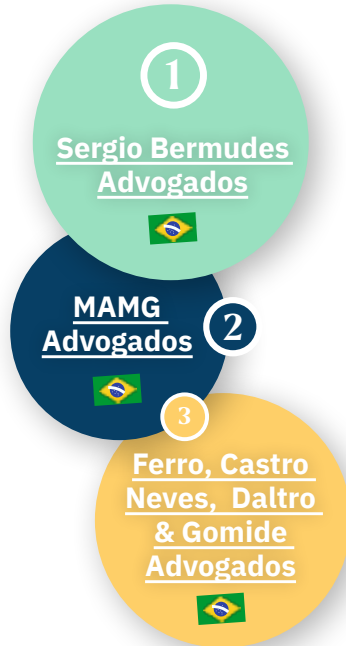 1
Sergio Bermudes
Advogados
MAMG
Advogados
2
3
Ferro, Castro
Neves, Daltro
& Gomide
Advogados